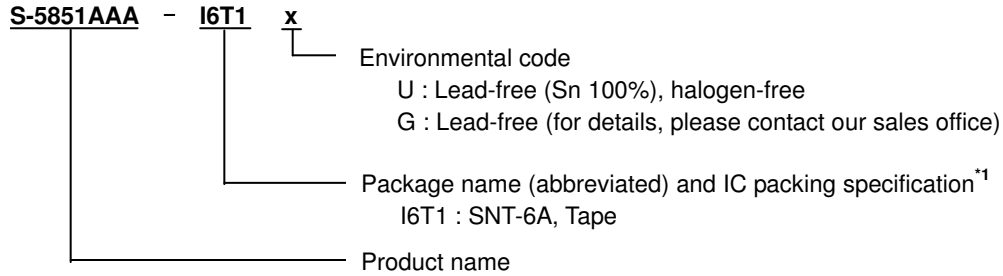 S-5851AAA – I6T1 x
Environmental code
U : Lead-free (Sn 100%), halogen-free
G : Lead-free (for details, please contact our sales office)
Package name (abbreviated) and IC packing specification*1
I6T1 : SNT-6A, Tape
Product name